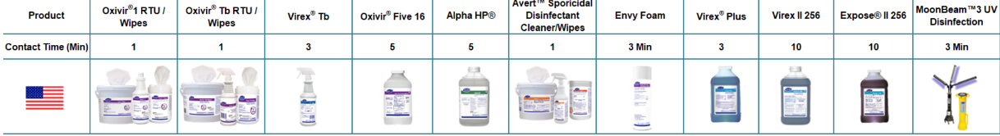 Product
Oxivir®1 RTU /
Wipes
Oxivir® Tb RTU /
Wipes
Virex® Tb
Oxivir® Five 16
Alpha HP®
Avert™ Sporicidal
Disinfectant
Cleaner/Wipes
Envy Foam
Virex® Plus
Virex II 256
Expose® II 256
MoonBeam™3 UV
Disinfection
Contact Time (Min)
1
1
3
5
5
1
3 Min
3
10
10
3 Min